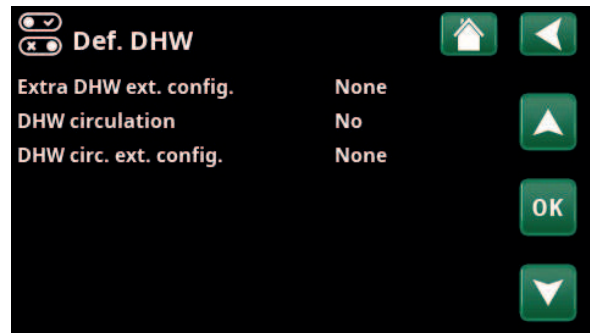 Def. DHW
Extra DHW ext. config. None
DHW circulation No
DHW circ. ext. config. None
OK